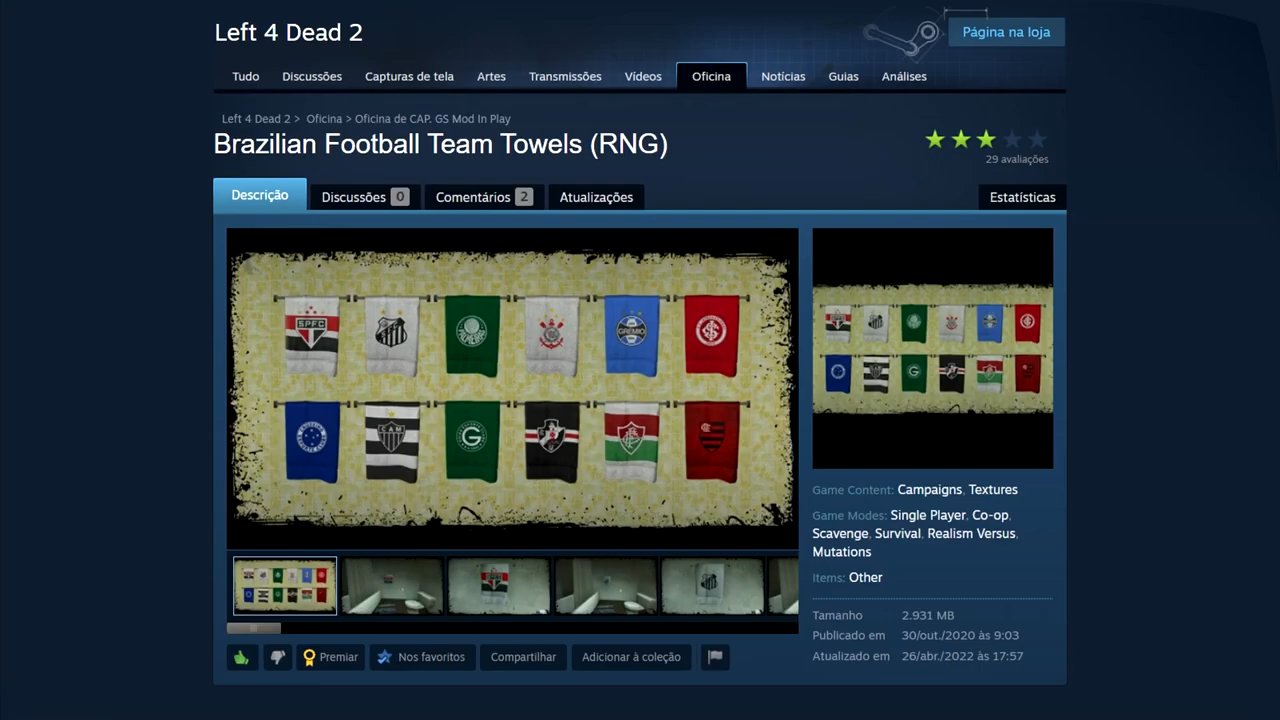 Left 4 Dead 2
Página na loja
Tudo Discussões Capturas de tela Artes Transmissões Vídeos Oficina Notícias Guias Análises
Left 4 Dead 2 > Oficina > Oficina de CAP. GS Mod In Play
Brazilian Football Team Towels (RNG)
29 avaliações
Descrição Discussões 0 Comentários 2 Atualizações Estatísticas
SPFC
GRÊMIO
CAM
G
Game Content: Campaigns, Textures
Game Modes: Single Player, Co-op,
Scavenge, Survival, Realism Versus,
Mutations
Items: Other
Tamanho 2.931 MB
Publicado em 30/out./2020 às 9:03
Atualizado em 26/abr./2022 às 17:57
Premiar Nos favoritos Compartilhar Adicionar à coleção